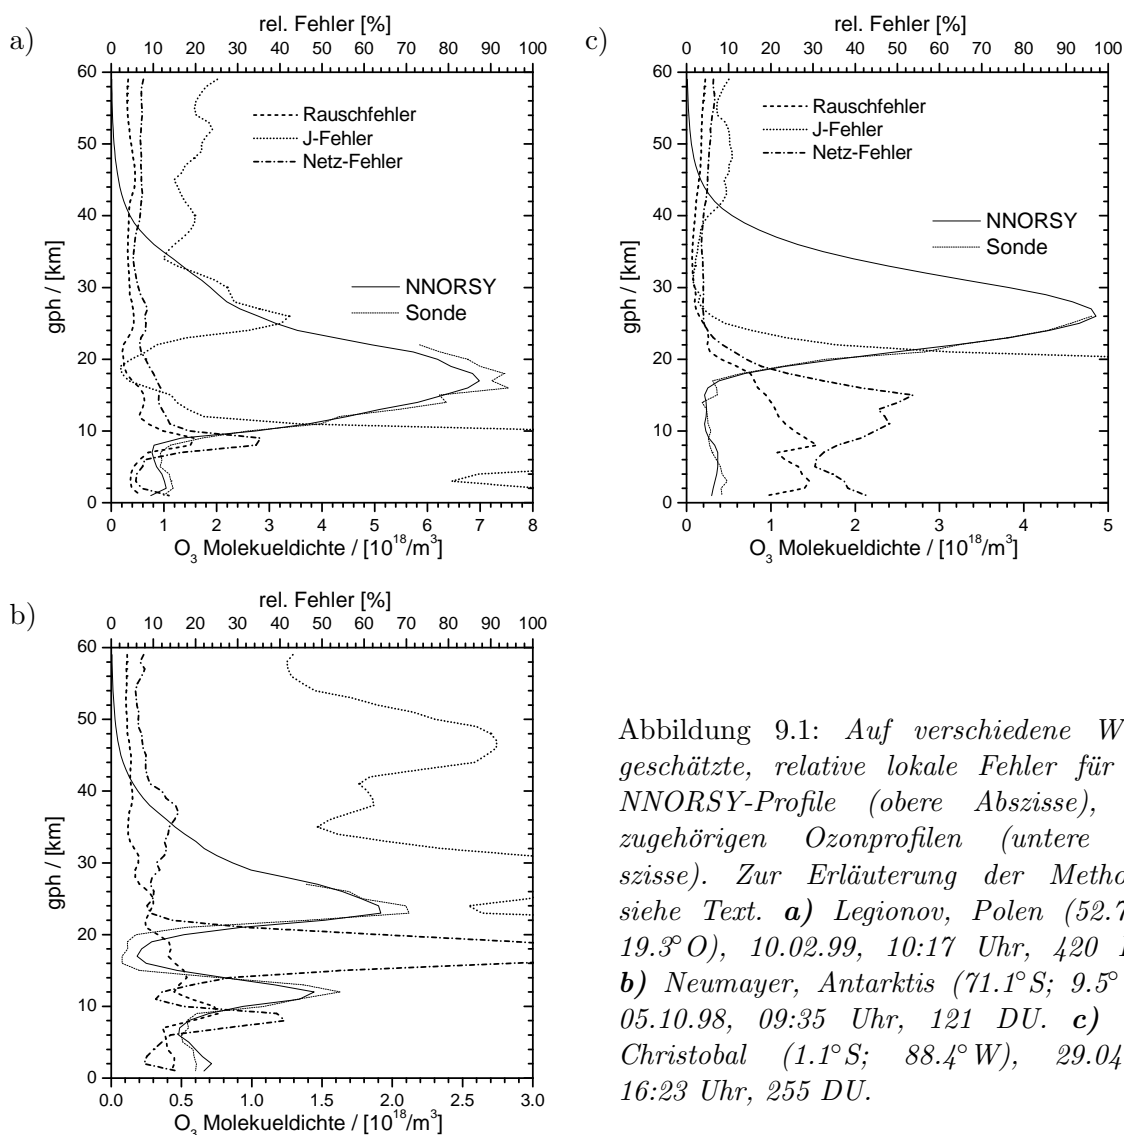 a)
rel. Fehler [%]
0 10 20 30 40 50 60 70 80 90 100
60
50
40
30
20
10
0
gph / [km]
Rauschfehler
J-Fehler
Netz-Fehler
NNORSY
Sonde
0 1 2 3 4 5 6 7 8
O3 Molekueldichte / [10^18/m^3]
c)
rel. Fehler [%]
0 10 20 30 40 50 60 70 80 90 100
60
50
40
30
20
10
0
gph / [km]
Rauschfehler
J-Fehler
Netz-Fehler
NNORSY
Sonde
0 1 2 3 4 5
O3 Molekueldichte / [10^18/m^3]
b)
rel. Fehler [%]
0 10 20 30 40 50 60 70 80 90 100
60
50
40
30
20
10
0
gph / [km]
0.0 0.5 1.0 1.5 2.0 2.5 3.0
O3 Molekueldichte / [10^18/m^3]
Abbildung 9.1: Auf verschiedene
geschätzte, relative lokale Fehler für
NNORSY-Profile (obere Abszisse),
zugehörigen Ozonprofilen (untere
szisse). Zur Erläuterung der
siehe Text. a) Legionov, Polen (52.7
19.3°O), 10.02.99, 10:17 Uhr, 420
b) Neumayer, Antarktis (71.1°S; 9.5°
05.10.98, 09:35 Uhr, 121 DU. c)
Christobal (1.1°S; 88.4°W), 29.04
16:23 Uhr, 255 DU.